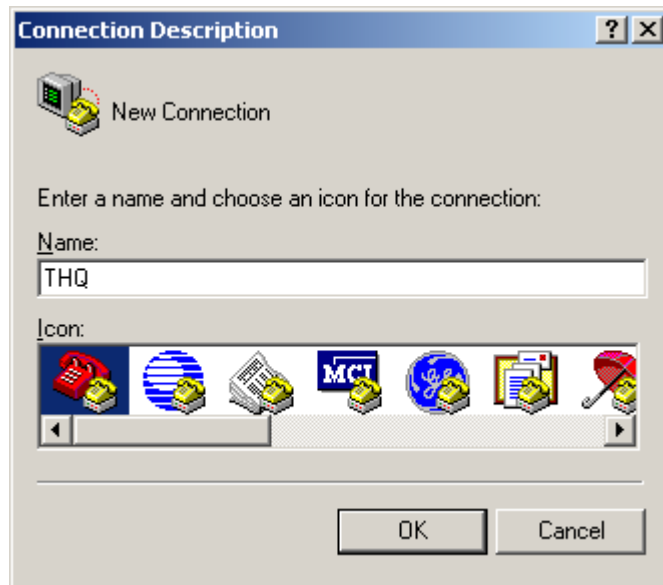 Connection Description
New Connection
Enter a name and choose an icon for the connection:
Name:
THQ
Icon:
MCI
OK
Cancel